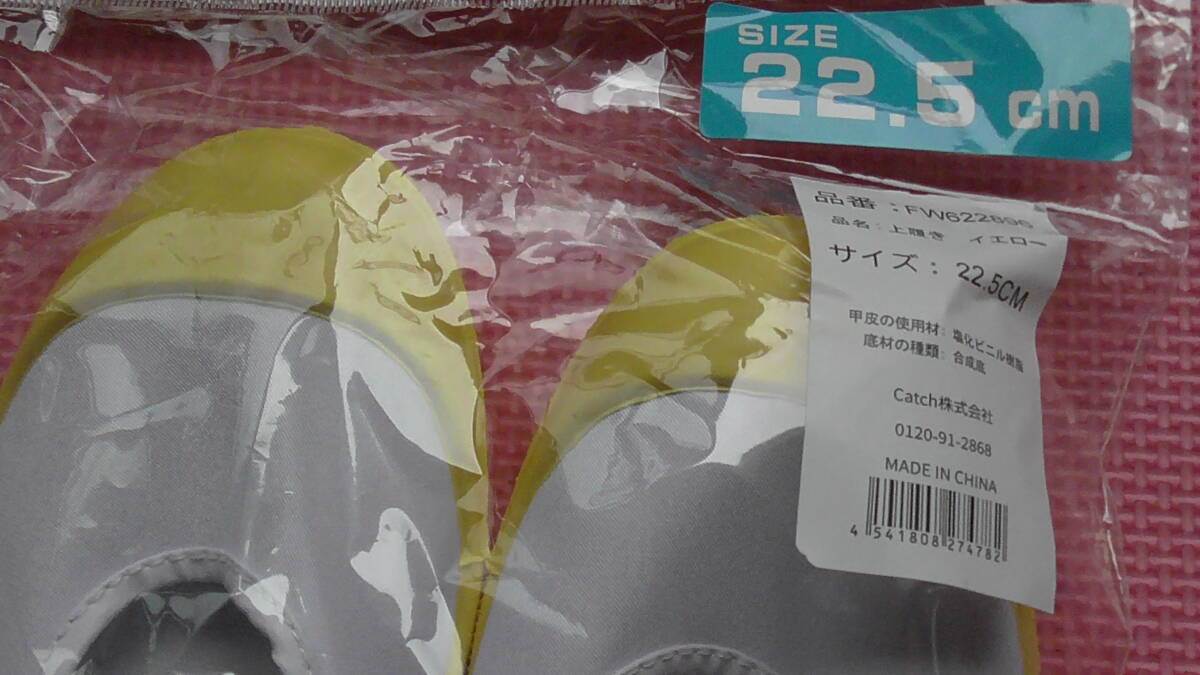 SIZE
22.5 cm
品番：FW622896
品名：上履き イエロー
サイズ： 22.5CM
甲皮の使用材：塩化ビニル樹脂
底材の種類：合成底
Catch株式会社
0120-91-2868
MADE IN CHINA
4 541808 274782